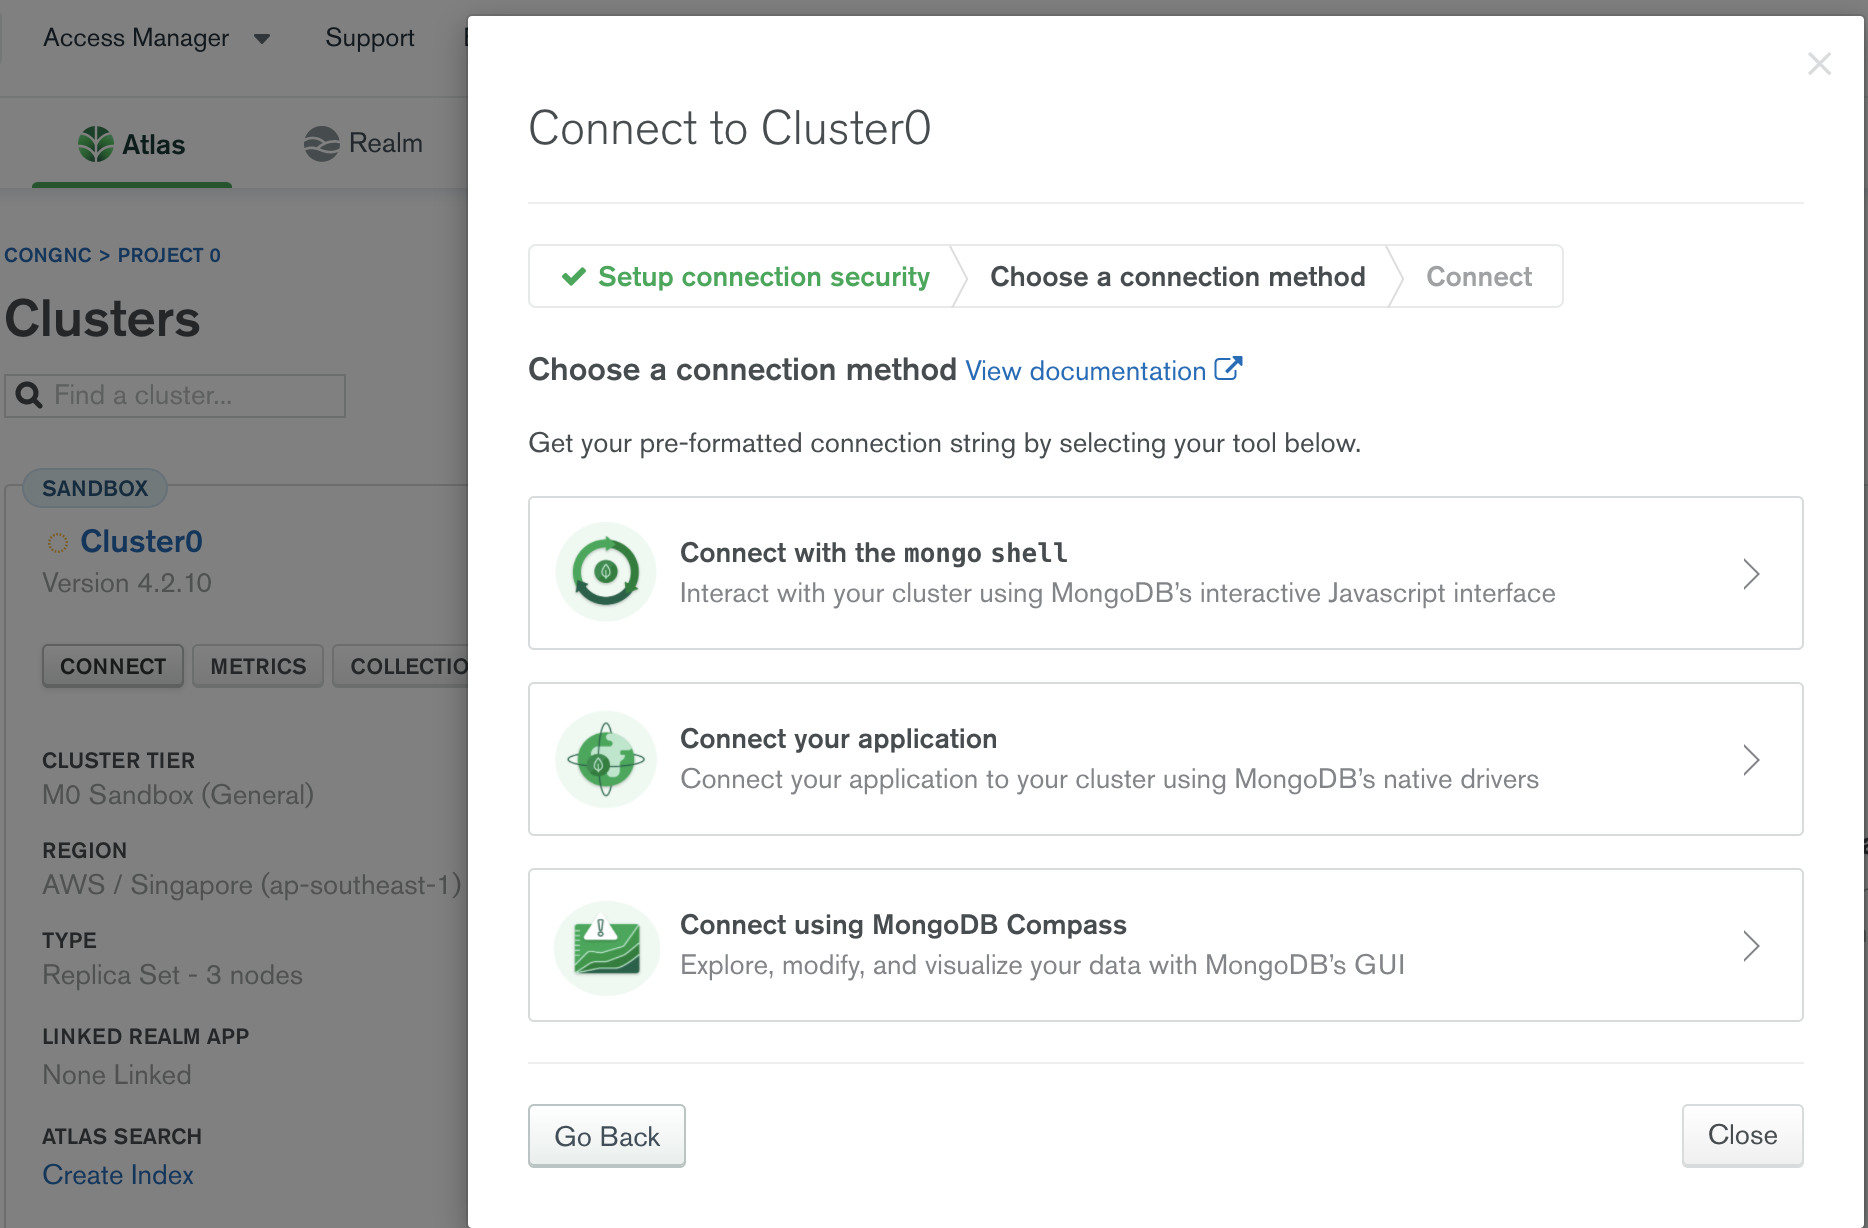 Access Manager
Support
Atlas
Realm
CONGNC > PROJECT 0
Clusters
Find a cluster...
SANDBOX
Cluster0
Version 4.2.10
CONNECT
METRICS
COLLECTIO
CLUSTER TIER
M0 Sandbox (General)
REGION
AWS / Singapore (ap-southeast-1)
TYPE
Replica Set - 3 nodes
LINKED REALM APP
None Linked
ATLAS SEARCH
Create Index
Connect to Cluster0
Setup connection security
Choose a connection method
Connect
Choose a connection method View documentation
Get your pre-formatted connection string by selecting your tool below.
Connect with the mongo shell
Interact with your cluster using MongoDB’s interactive Javascript interface
Connect your application
Connect your application to your cluster using MongoDB’s native drivers
Connect using MongoDB Compass
Explore, modify, and visualize your data with MongoDB’s GUI
Go Back
Close